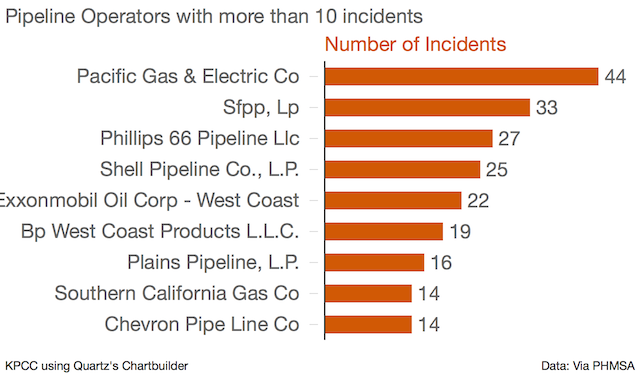 Pipeline Operators with more than 10 incidents
Number of Incidents
Pacific Gas & Electric Co 44
Sfpp, Lp 33
Phillips 66 Pipeline Llc 27
Shell Pipeline Co., L.P. 25
Exxonmobil Oil Corp - West Coast 22
Bp West Coast Products L.L.C. 19
Plains Pipeline, L.P. 16
Southern California Gas Co 14
Chevron Pipe Line Co 14
KPCC using Quartz's Chartbuilder Data: Via PHMSA